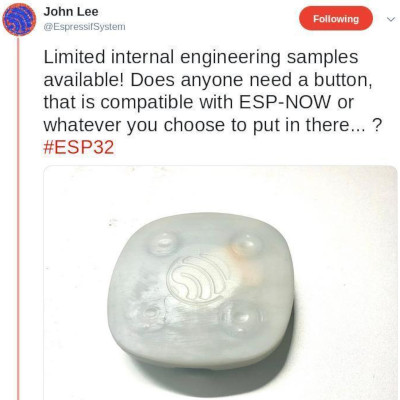 John Lee
@EspressifSystem
Following
Limited internal engineering samples
available! Does anyone need a button,
that is compatible with ESP-NOW or
whatever you choose to put in there... ?
#ESP32